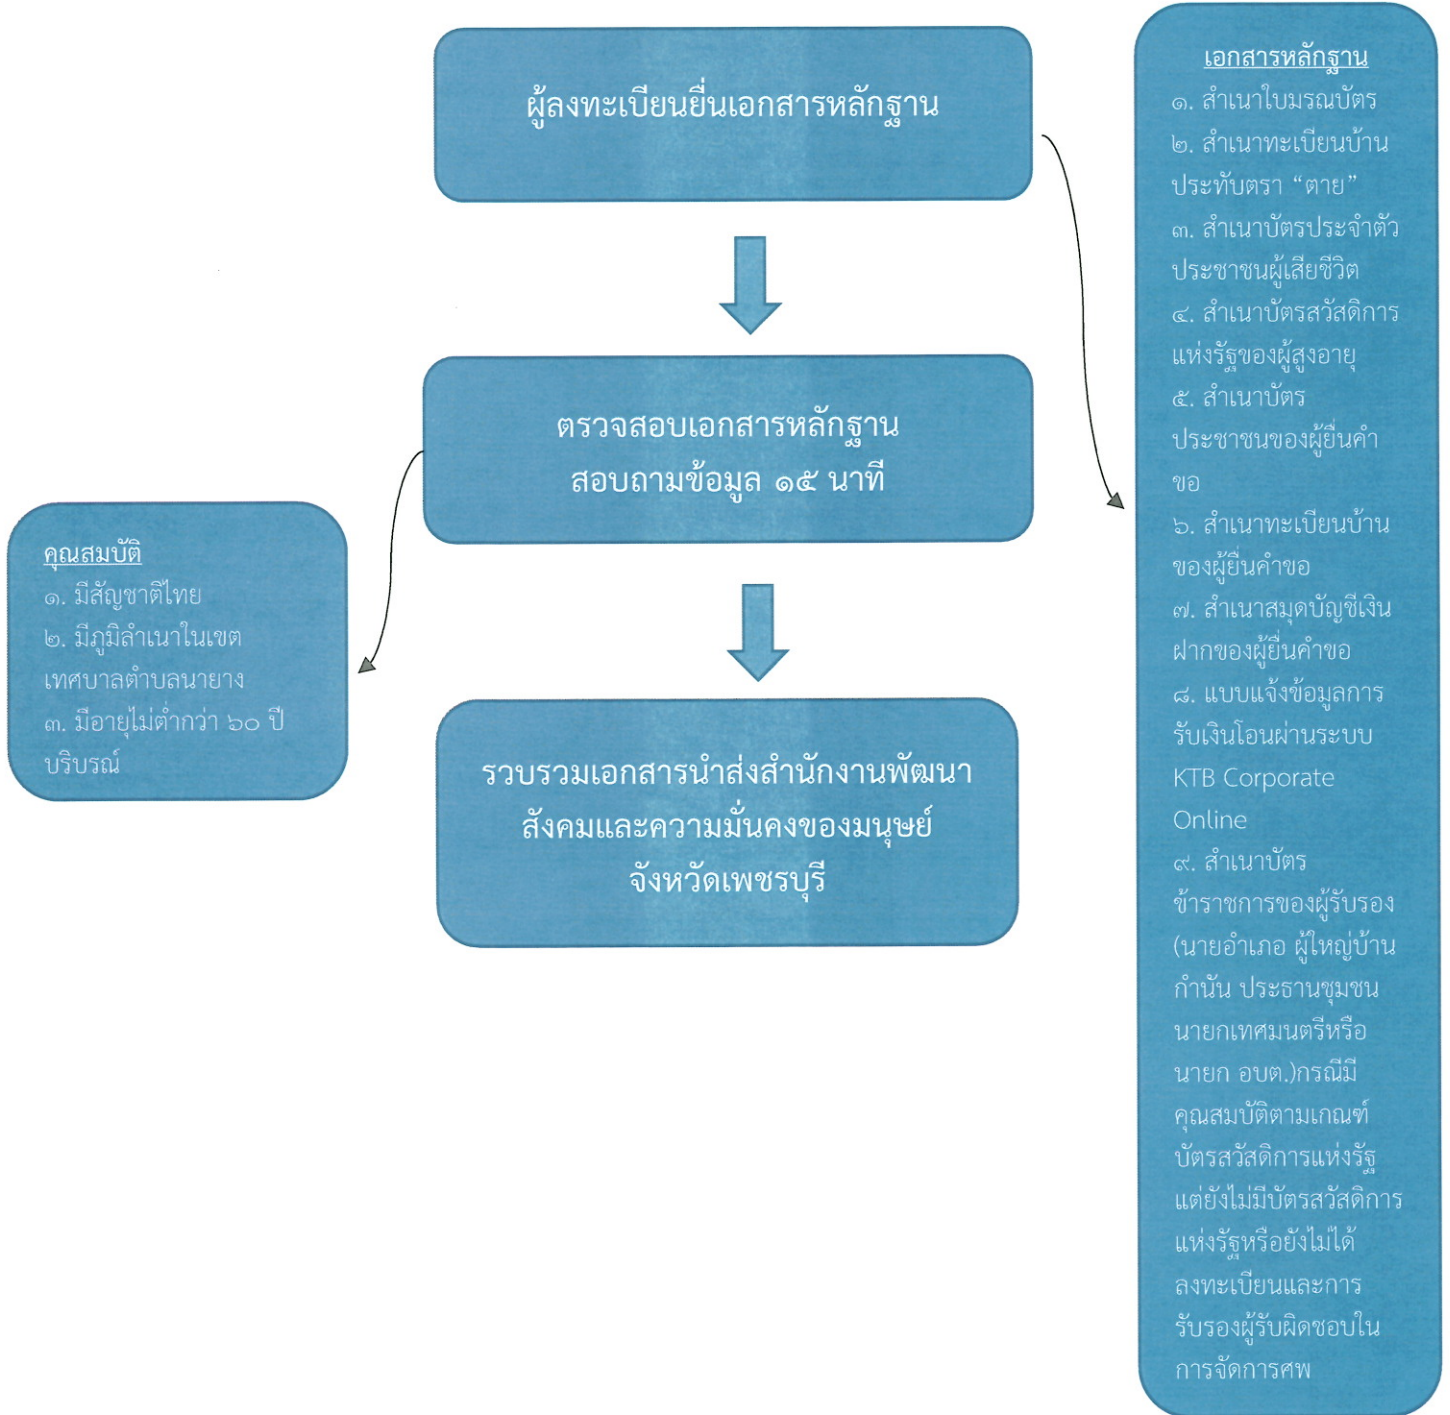 ผู้ลงทะเบียนยื่นเอกสารหลักฐาน
ตรวจสอบเอกสารหลักฐาน
สอบถามข้อมูล ๑๕ นาที
รวบรวมเอกสารนำส่งสำนักงานพัฒนา
สังคมและความมั่นคงของมนุษย์
จังหวัดเพชรบุรี
คุณสมบัติ
๑. มีสัญชาติไทย
๒. มีภูมิลำเนาในเขต
เทศบาลตำบลนายาง
๓. มีอายุไม่ต่ำกว่า ๖๐ ปี
บริบรณ์
เอกสารหลักฐาน
๑. สำเนาใบมรณบัตร
๒. สำเนาทะเบียนบ้าน
ประทับตรา “ตาย”
๓. สำเนาบัตรประจำตัว
ประชาชนผู้เสียชีวิต
๔. สำเนาบัตรสวัสดิการ
แห่งรัฐของผู้สูงอายุ
๕. สำเนาบัตร
ประชาชนของผู้ยื่นคำ
ขอ
๖. สำเนาทะเบียนบ้าน
ของผู้ยื่นคำขอ
๗. สำเนาสมุดบัญชีเงิน
ฝากของผู้ยื่นคำขอ
๘. แบบแจ้งข้อมูลการ
รับเงินโอนผ่านระบบ
KTB Corporate
Online
๙. สำเนาบัตร
ข้าราชการของผู้รับรอง
(นายอำเภอ ผู้ใหญ่บ้าน
กำนัน ประธานชุมชน
นายกเทศมนตรีหรือ
นายก อบต.)กรณีมี
คุณสมบัติตามเกณฑ์
บัตรสวัสดิการแห่งรัฐ
แต่ยังไม่มีบัตรสวัสดิการ
แห่งรัฐหรือยังไม่ได้
ลงทะเบียนและการ
รับรองผู้รับผิดชอบใน
การจัดการศพ